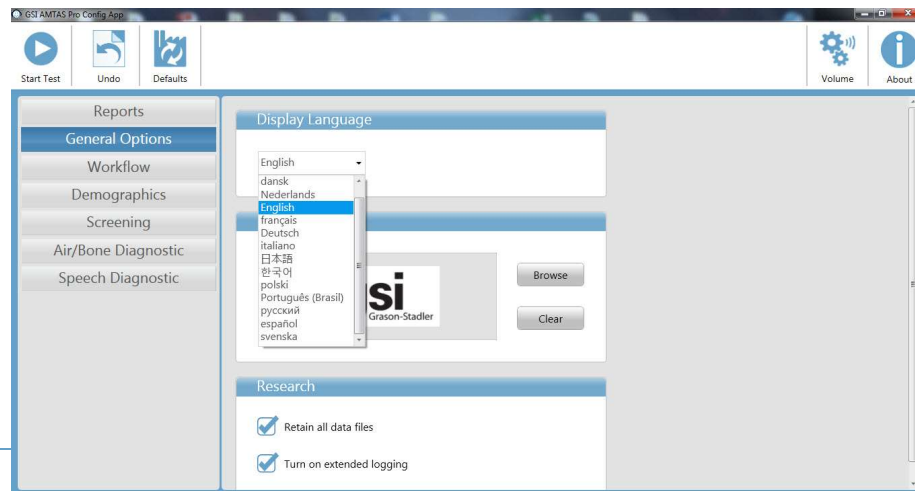 GSI AMTAS Pro Config App
Start Test
Undo
Defaults
Volume
About
Reports
General Options
Workflow
Demographics
Screening
Air/Bone Diagnostic
Speech Diagnostic
Display Language
English
dansk
Nederlands
English
français
Deutsch
italiano
日本語
한국어
polski
Português (Brasil)
русский
español
svenska
si
Grason-Stadler
Browse
Clear
Research
Retain all data files
Turn on extended logging